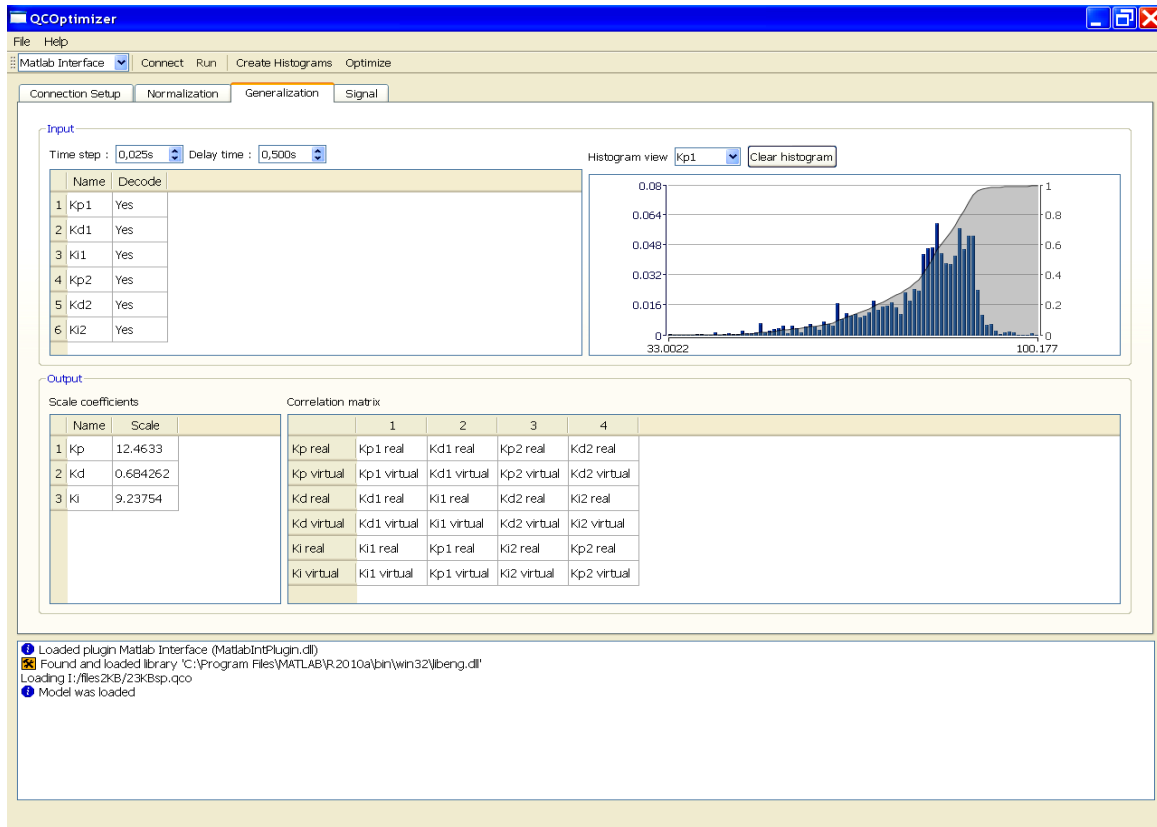 QCOptimizer
File Help
Matlab Interface Connect Run Create Histograms Optimize
Connection Setup Normalization Generalization Signal
Input
Time step : 0,025s Delay time : 0,500s
Name Decode
1 Kp1 Yes
2 Kd1 Yes
3 Ki1 Yes
4 Kp2 Yes
5 Kd2 Yes
6 Ki2 Yes
Histogram view Kp1 Clear histogram
0.08 1
0.064 0.8
0.048 0.6
0.032 0.4
0.016 0.2
0 0
33.0022 100.177
Output
Scale coefficients
Name Scale
1 Kp 12.4633
2 Kd 0.684262
3 Ki 9.23754
Correlation matrix
1 2 3 4
Kp real Kp1 real Kd1 real Kp2 real Kd2 real
Kp virtual Kp1 virtual Kd1 virtual Kp2 virtual Kd2 virtual
Kd real Kd1 real Ki1 real Kd2 real Ki2 real
Kd virtual Kd1 virtual Ki1 virtual Kd2 virtual Ki2 virtual
Ki real Ki1 real Kp1 real Ki2 real Kp2 real
Ki virtual Ki1 virtual Kp1 virtual Ki2 virtual Kp2 virtual
Loaded plugin Matlab Interface (MatlabIntPlugin.dll)
Found and loaded library 'C:\Program Files\MATLAB\R2010a\bin\win32\libeng.dll'
Loading I:/files2KB/23KBsp.qco
Model was loaded